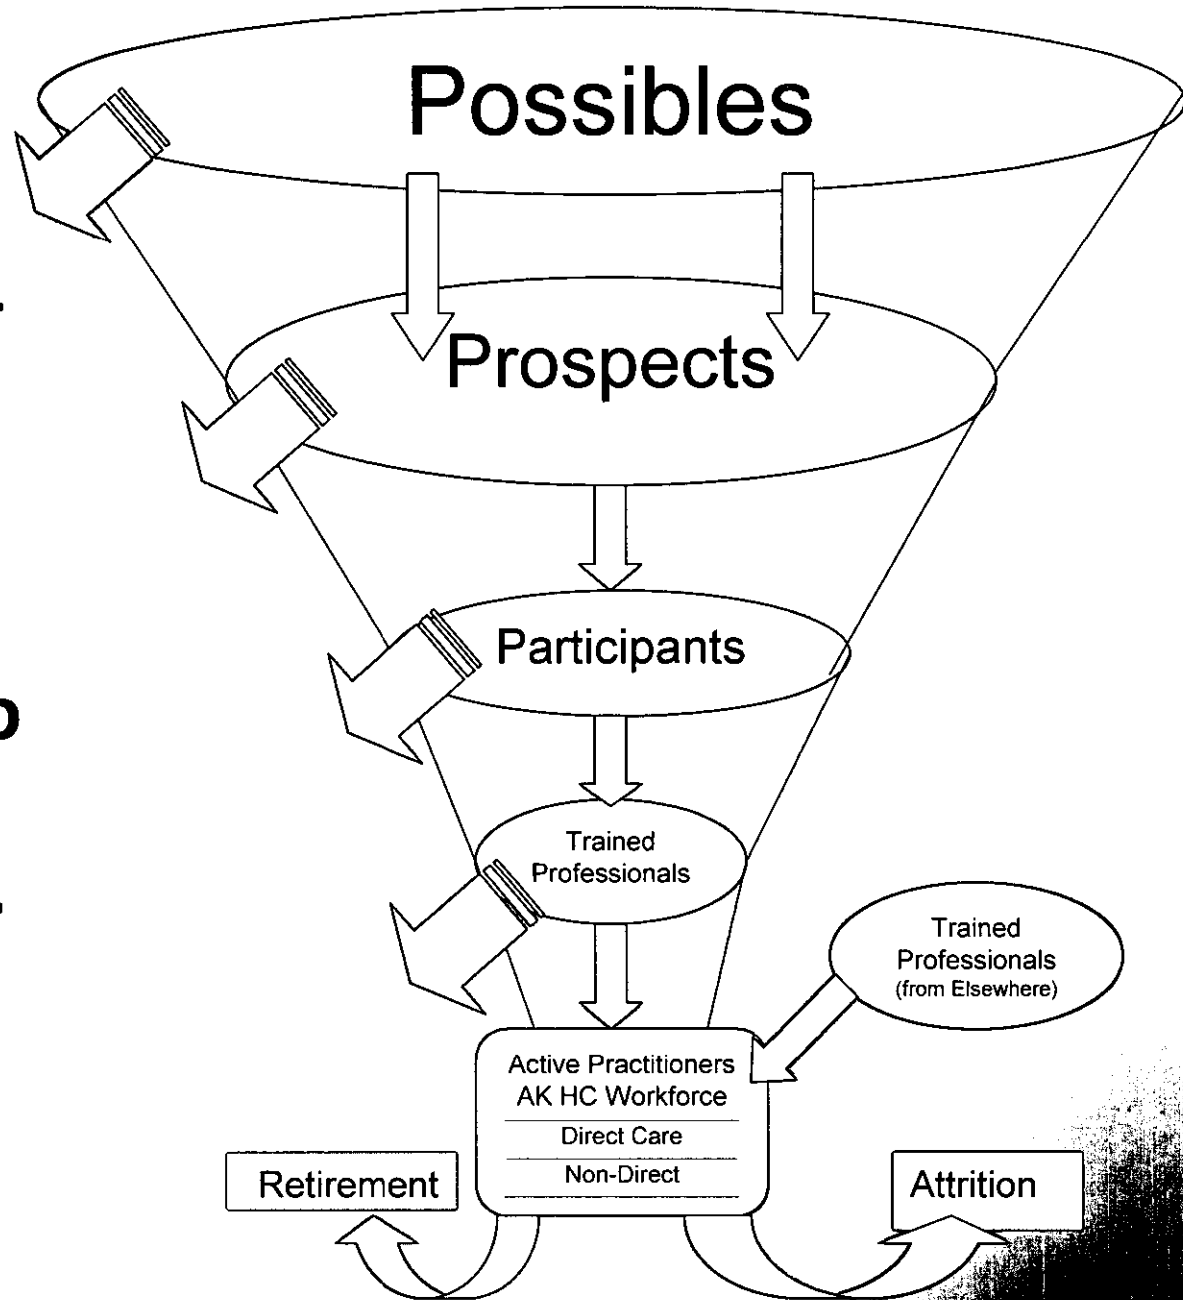 Possibles
Prospects
p
Participants
Trained
Professionals
Trained
Professionals
(from Elsewhere)
Active Practitioners
AK HC Workforce
Direct Care
Non-Direct
Retirement
Attrition